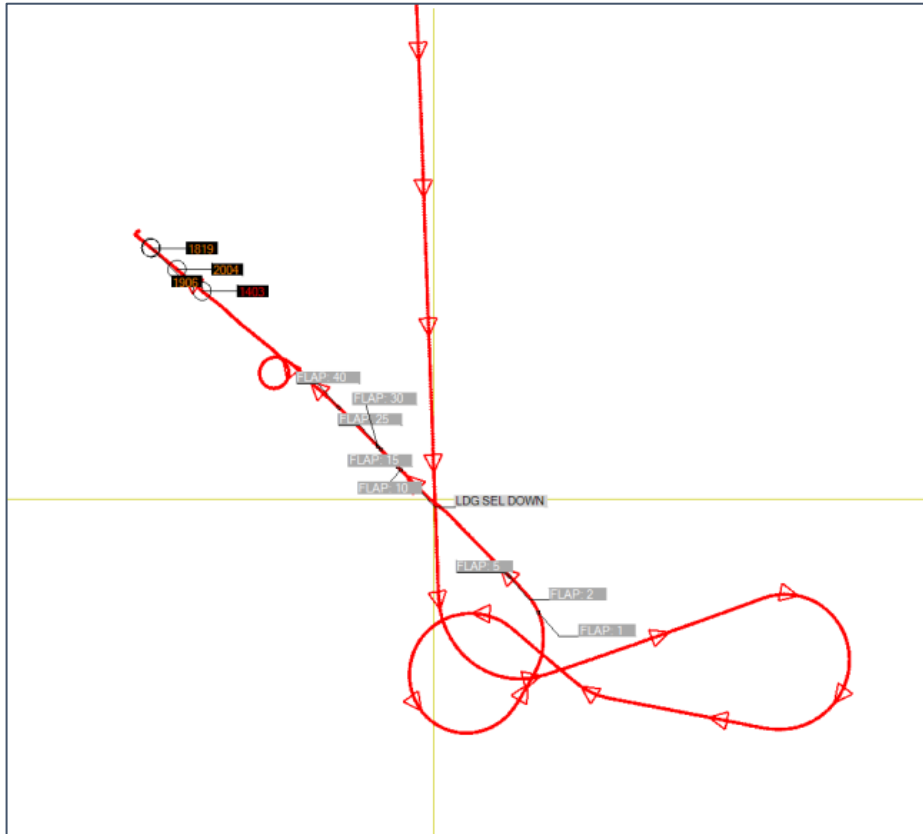 1819
2004
1906
1403
FLAP: 40
FLAP: 30
FLAP: 25
FLAP: 15
FLAP: 10
LDG SEL DOWN
FLAP: 5
FLAP: 2
FLAP: 1